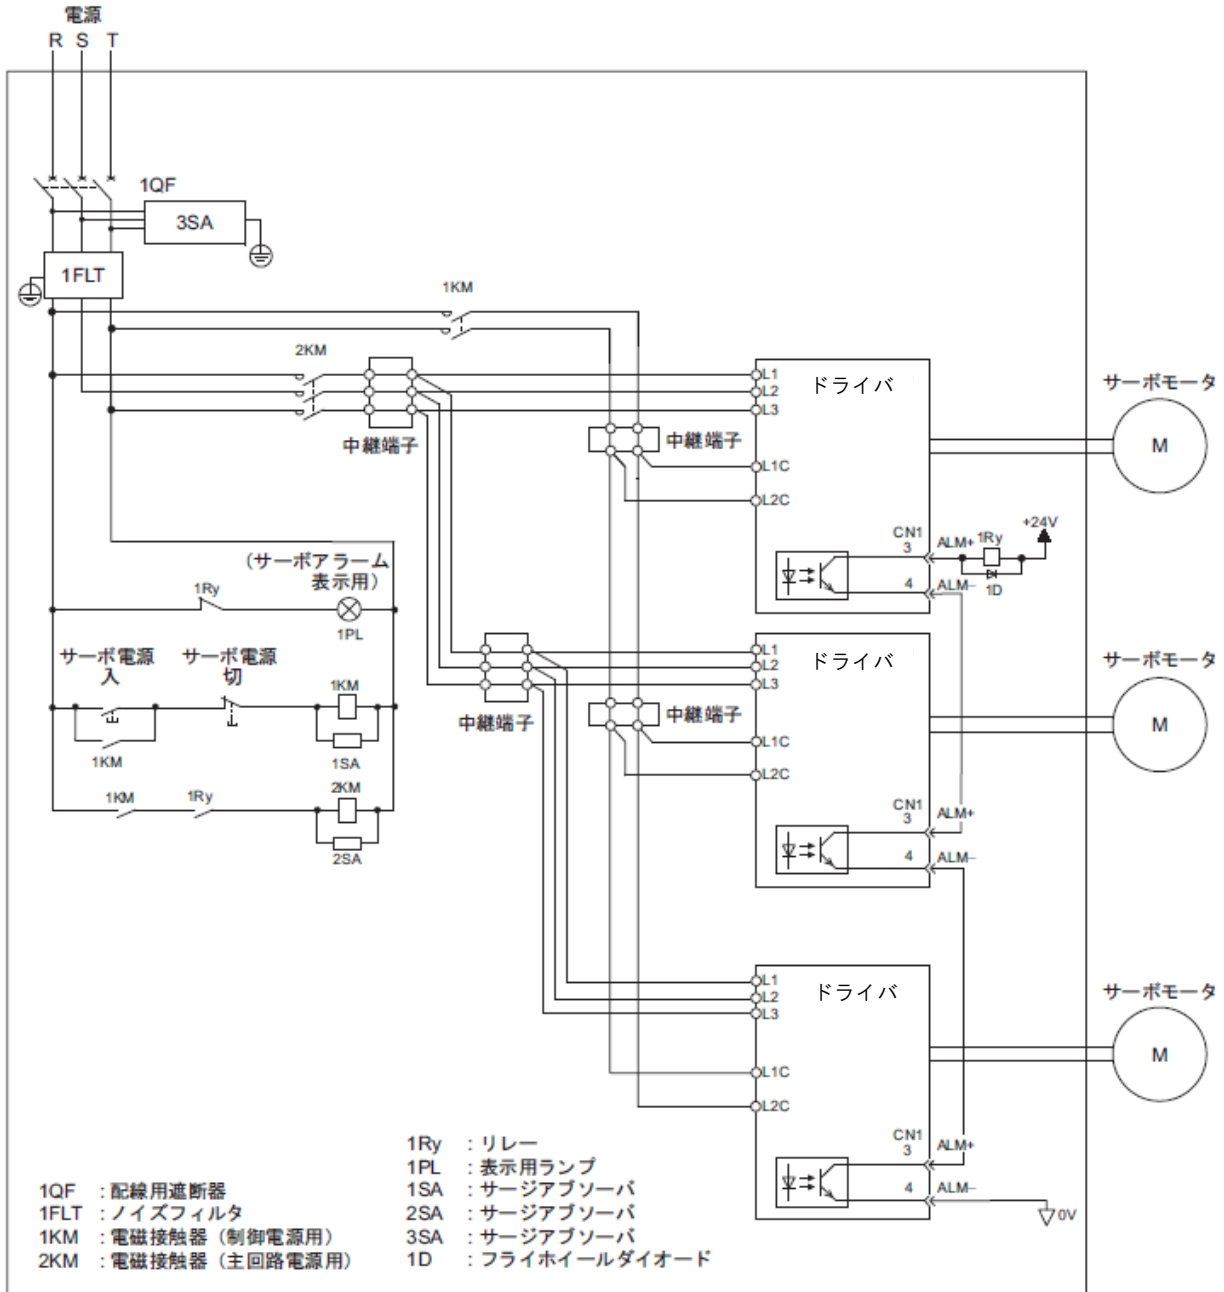 電源
R S T
1QF
3SA
1FLT
1KM
2KM
中継端子
中継端子
L1
L2
L3
L1C
L2C
ドライバ
サーボモータ
M
CN1
3
4
ALM+
ALM−
1Ry
+24V
1D
(サーボアラーム
表示用)
1Ry
1PL
サーボ電源
入
サーボ電源
切
1KM
1KM
1SA
1KM
1Ry
2KM
2SA
中継端子
中継端子
L1
L2
L3
L1C
L2C
ドライバ
サーボモータ
M
CN1
3
4
ALM+
ALM−
L1
L2
L3
L1C
L2C
ドライバ
サーボモータ
M
CN1
3
4
ALM+
ALM−
0V
1QF : 配線用遮断器
1FLT : ノイズフィルタ
1KM : 電磁接触器(制御電源用)
2KM : 電磁接触器(主回路電源用)
1Ry : リレー
1PL : 表示用ランプ
1SA : サージアブソーバ
2SA : サージアブソーバ
3SA : サージアブソーバ
1D : フライホイールダイオード